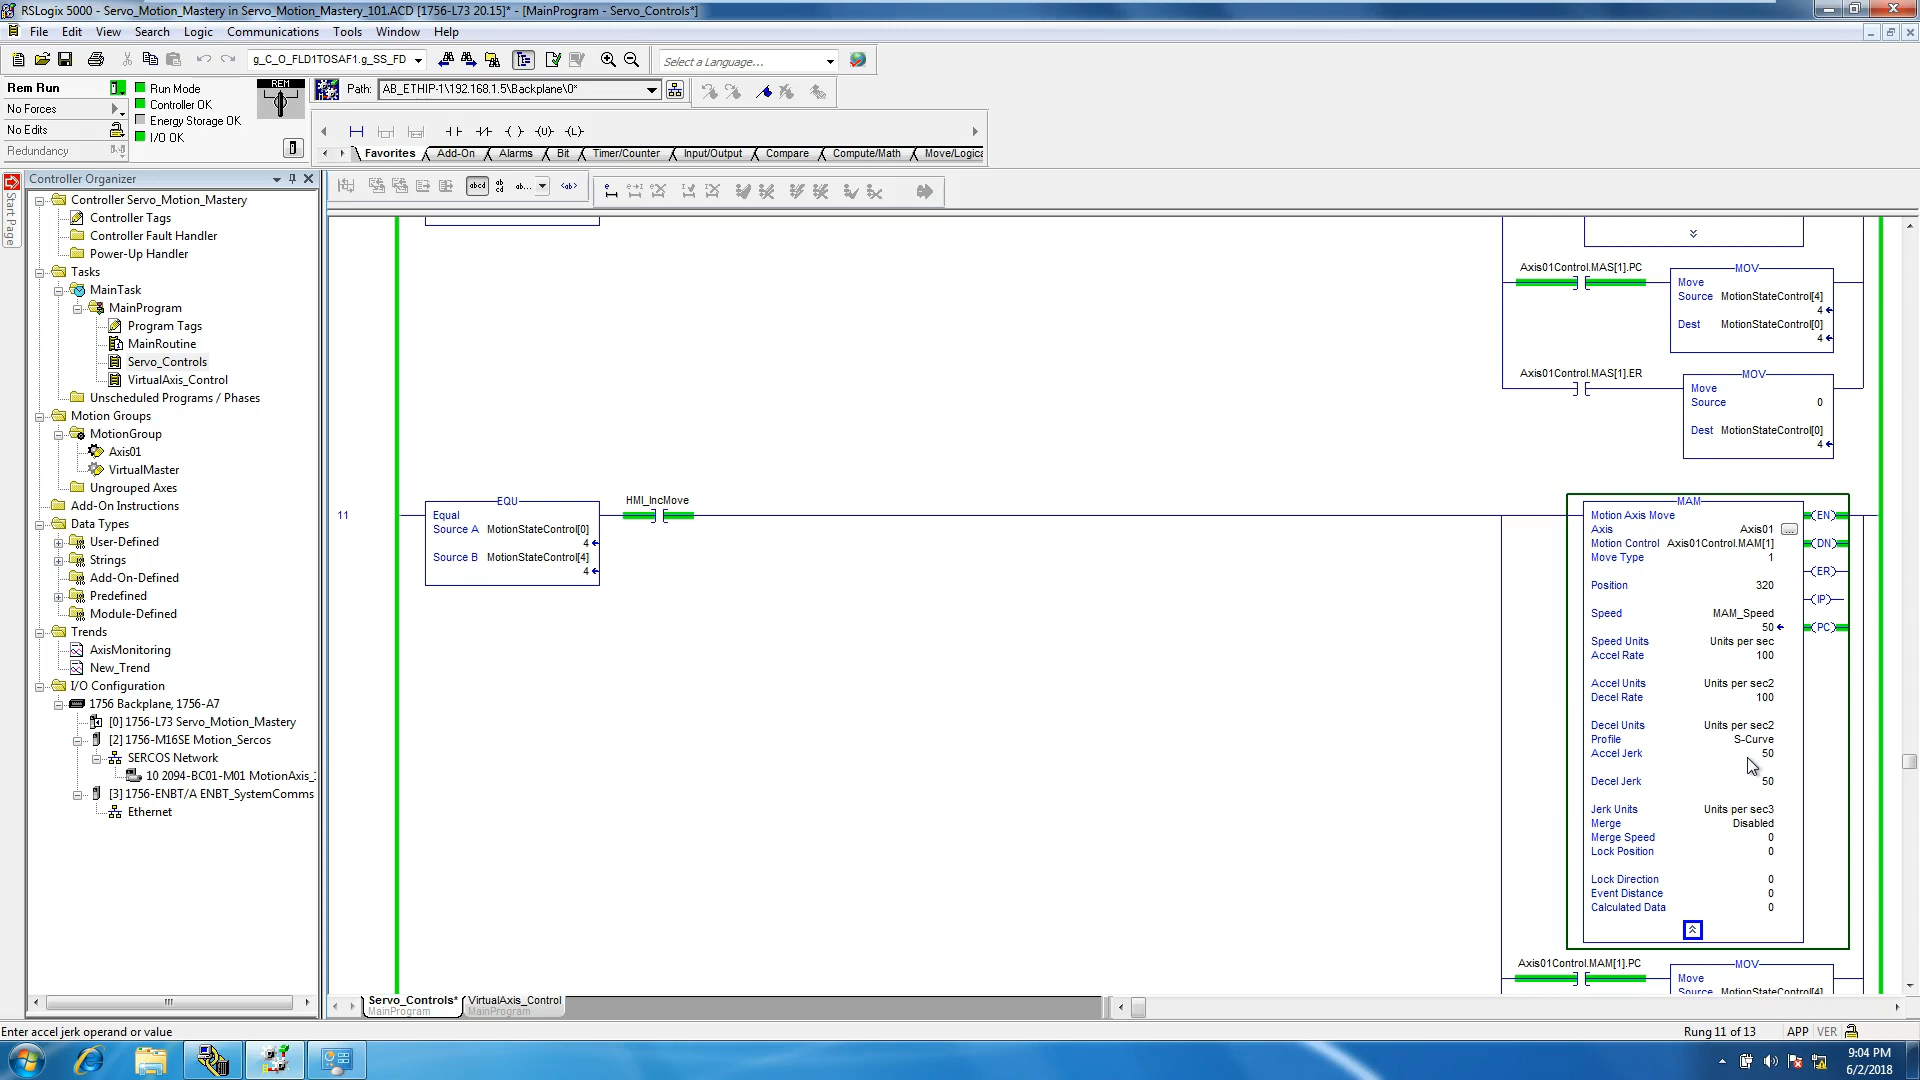 RSLogix 5000 - Servo_Motion_Mastery in Servo_Motion_Mastery_101.ACD [1756-L73 20.15]* - [MainProgram - Servo_Controls*]
File Edit View Search Logic Communications Tools Window Help
g_C_O_FLD1TOSAF1.g_SS_FD
Select a Language...
Rem Run
No Forces
No Edits
Redundancy
Run Mode
Controller OK
Energy Storage OK
I/O OK
REM
Path: AB_ETHIP-1\192.168.1.5\Backplane\0*
Favorites Add-On Alarms Bit Timer/Counter Input/Output Compare Compute/Math Move/Logica
Start Page
Controller Organizer
Controller Servo_Motion_Mastery
Controller Tags
Controller Fault Handler
Power-Up Handler
Tasks
MainTask
MainProgram
Program Tags
MainRoutine
Servo_Controls
VirtualAxis_Control
Unscheduled Programs / Phases
Motion Groups
MotionGroup
Axis01
VirtualMaster
Ungrouped Axes
Add-On Instructions
Data Types
User-Defined
Strings
Add-On-Defined
Predefined
Module-Defined
Trends
AxisMonitoring
New_Trend
I/O Configuration
1756 Backplane, 1756-A7
[0] 1756-L73 Servo_Motion_Mastery
[2] 1756-M16SE Motion_Sercos
SERCOS Network
10 2094-BC01-M01 MotionAxis_
[3] 1756-ENBT/A ENBT_SystemComms
Ethernet
abcd
ab cd
ab...
<ab>
Axis01Control.MAS[1].PC
MOV
Move
Source MotionStateControl[4]
4
Dest MotionStateControl[0]
4
Axis01Control.MAS[1].ER
MOV
Move
Source 0
Dest MotionStateControl[0]
4
11
EQU
Equal
Source A MotionStateControl[0]
4
Source B MotionStateControl[4]
4
HMI_IncMove
MAM
Motion Axis Move
Axis Axis01 ...
Motion Control Axis01Control.MAM[1]
Move Type 1
Position 320
Speed MAM_Speed
50
Speed Units Units per sec
Accel Rate 100
Accel Units Units per sec2
Decel Rate 100
Decel Units Units per sec2
Profile S-Curve
Accel Jerk 50
Decel Jerk 50
Jerk Units Units per sec3
Merge Disabled
Merge Speed 0
Lock Position 0
Lock Direction 0
Event Distance 0
Calculated Data 0
EN
DN
ER
IP
PC
Axis01Control.MAM[1].PC
MOV
Move
Source MotionStateControl[4]
Servo_Controls*
MainProgram
VirtualAxis_Control
MainProgram
Enter accel jerk operand or value
Rung 11 of 13 APP VER
9:04 PM
6/2/2018